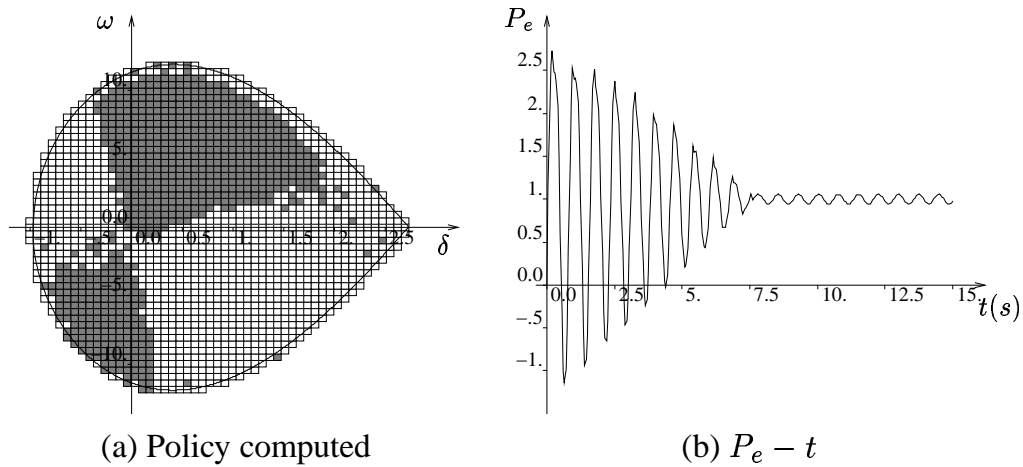 ω
10.
5.
0.0
−1. −.5 0.0 0.5 1. 1.5 2. 2.5
δ
−5.
−10.
(a) Policy computed
P_e
2.5
2.
1.5
1.
0.5
0.0
0.0 2.5 5. 7.5 10. 12.5 15.
t(s)
−.5
−1.
(b) P_e − t